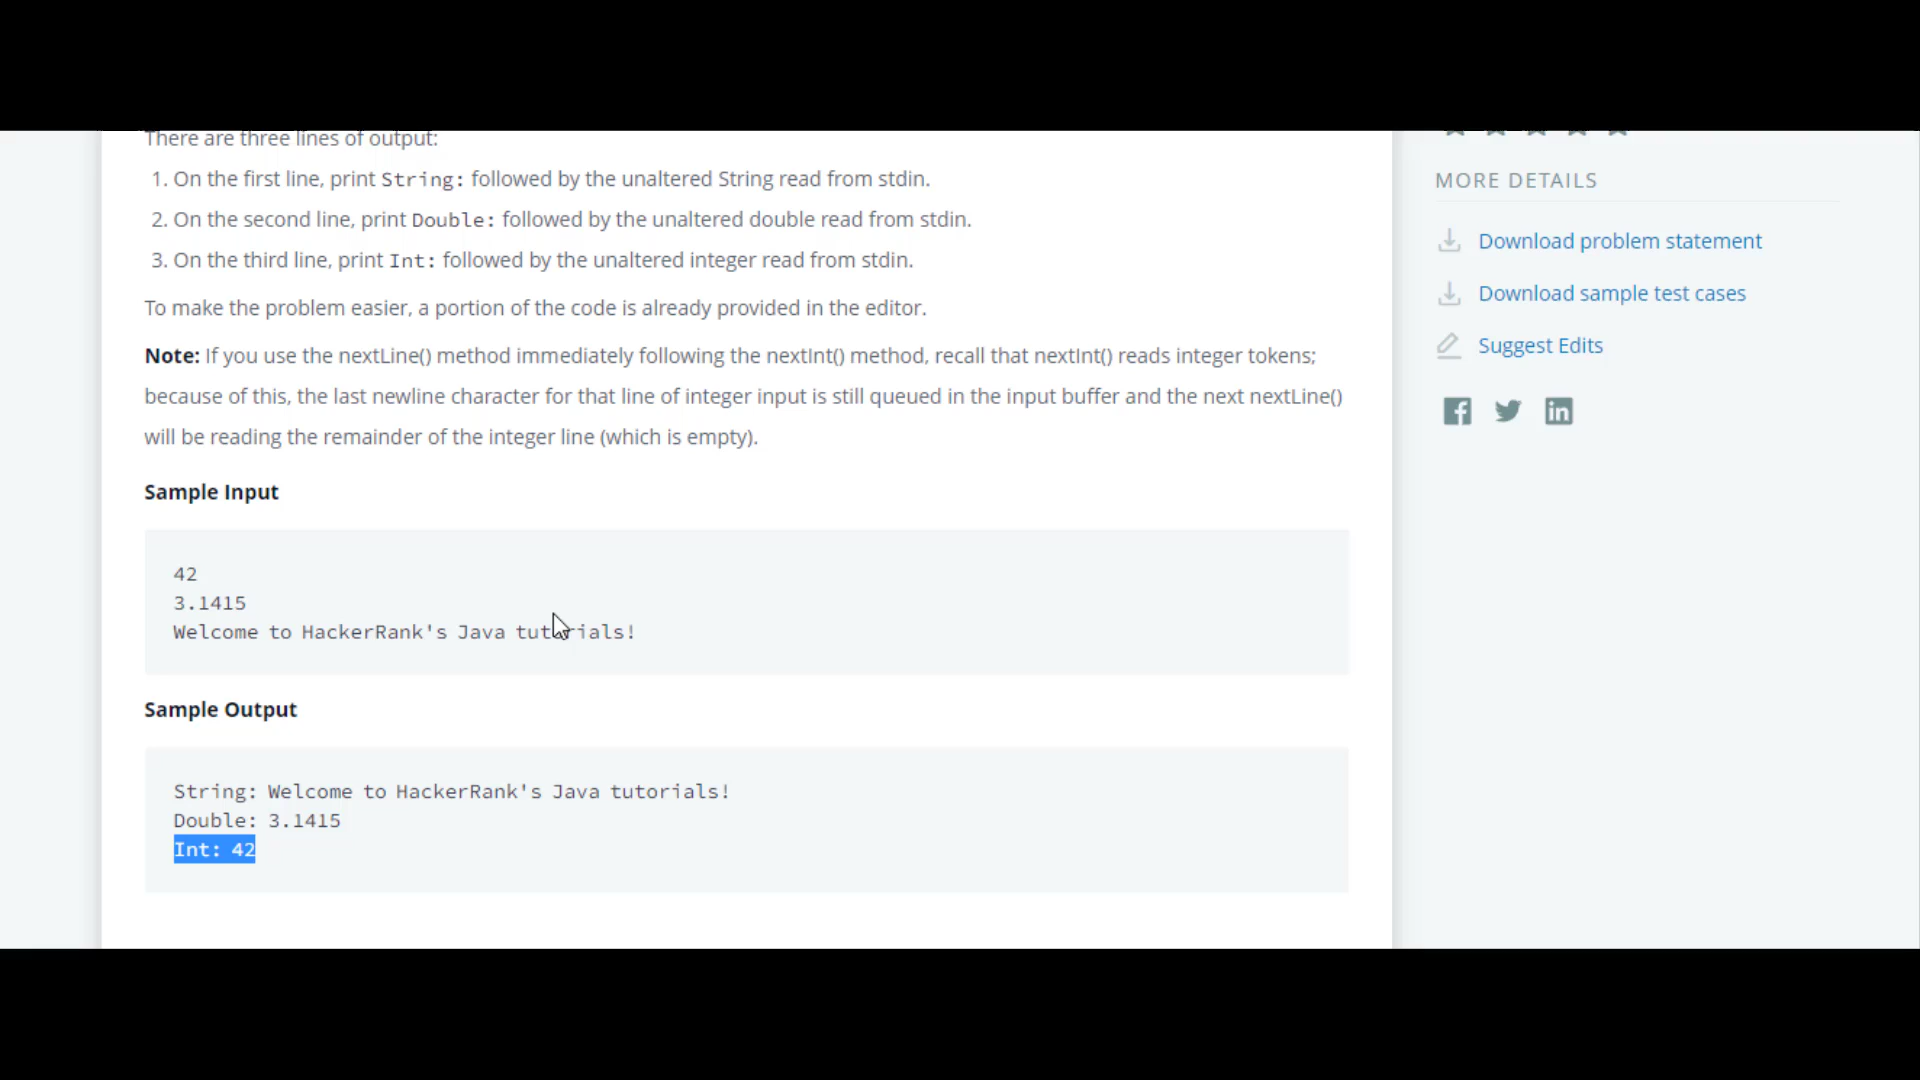 There are three lines of output:
1. On the first line, print String: followed by the unaltered String read from stdin.
2. On the second line, print Double: followed by the unaltered double read from stdin.
3. On the third line, print Int: followed by the unaltered integer read from stdin.
To make the problem easier, a portion of the code is already provided in the editor.
Note: If you use the nextLine() method immediately following the nextInt() method, recall that nextInt() reads integer tokens;
because of this, the last newline character for that line of integer input is still queued in the input buffer and the next nextLine()
will be reading the remainder of the integer line (which is empty).
Sample Input
42
3.1415
Welcome to HackerRank's Java tutorials!
Sample Output
String: Welcome to HackerRank's Java tutorials!
Double: 3.1415
Int: 42
MORE DETAILS
Download problem statement
Download sample test cases
Suggest Edits